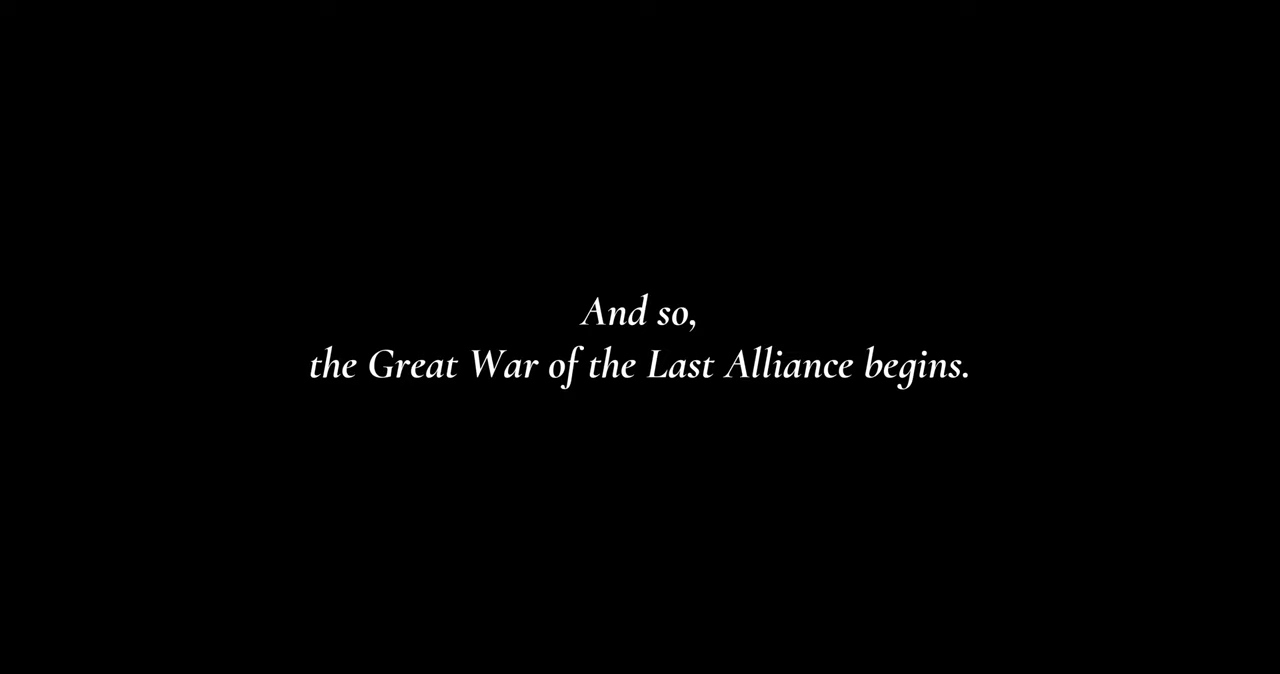 And so,
the Great War of the Last Alliance begins.